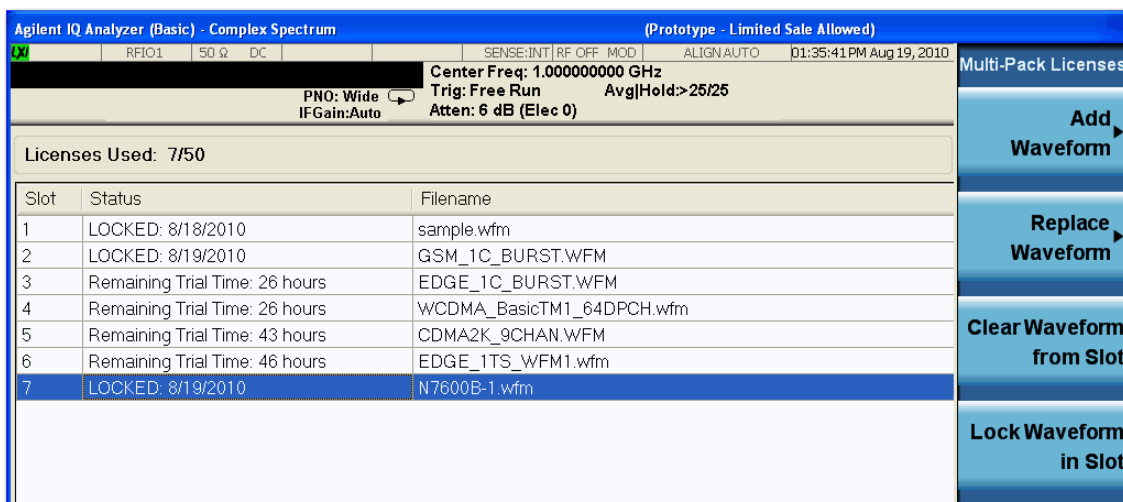 Agilent IQ Analyzer (Basic) - Complex Spectrum (Prototype - Limited Sale Allowed)
LXI RFIO1 50 Ω DC SENSE:INT RF OFF MOD ALIGN AUTO 01:35:41 PM Aug 19, 2010
Center Freq: 1.000000000 GHz
PNO: Wide Trig: Free Run Avg|Hold:>25/25
IFGain:Auto Atten: 6 dB (Elec 0)
Licenses Used: 7/50
Slot Status Filename
1 LOCKED: 8/18/2010 sample.wfm
2 LOCKED: 8/19/2010 GSM_1C_BURST.WFM
3 Remaining Trial Time: 26 hours EDGE_1C_BURST.WFM
4 Remaining Trial Time: 26 hours WCDMA_BasicTM1_64DPCH.wfm
5 Remaining Trial Time: 43 hours CDMA2K_9CHAN.WFM
6 Remaining Trial Time: 46 hours EDGE_1TS_WFM1.wfm
7 LOCKED: 8/19/2010 N7600B-1.wfm
Multi-Pack Licenses
Add
Waveform
Replace
Waveform
Clear Waveform
from Slot
Lock Waveform
in Slot